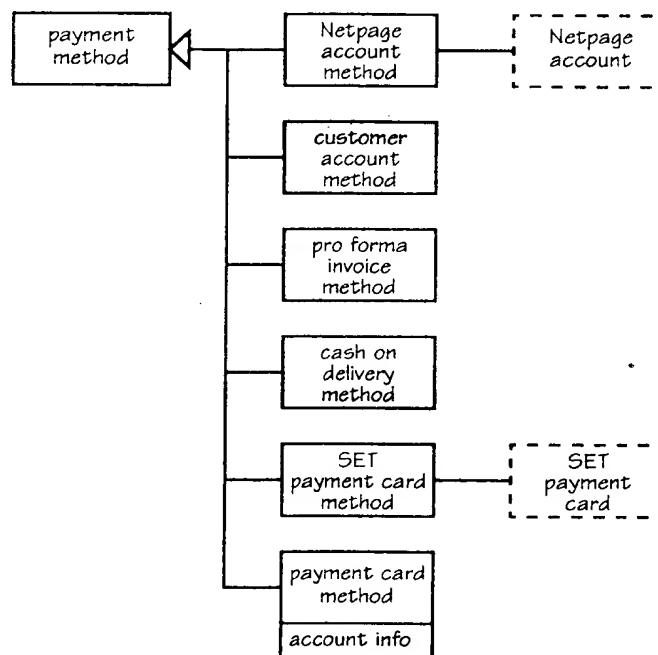 payment
method
Netpage
account
method
Netpage
account
customer
account
method
pro forma
invoice
method
cash on
delivery
method
SET
payment card
method
SET
payment
card
payment card
method
account info